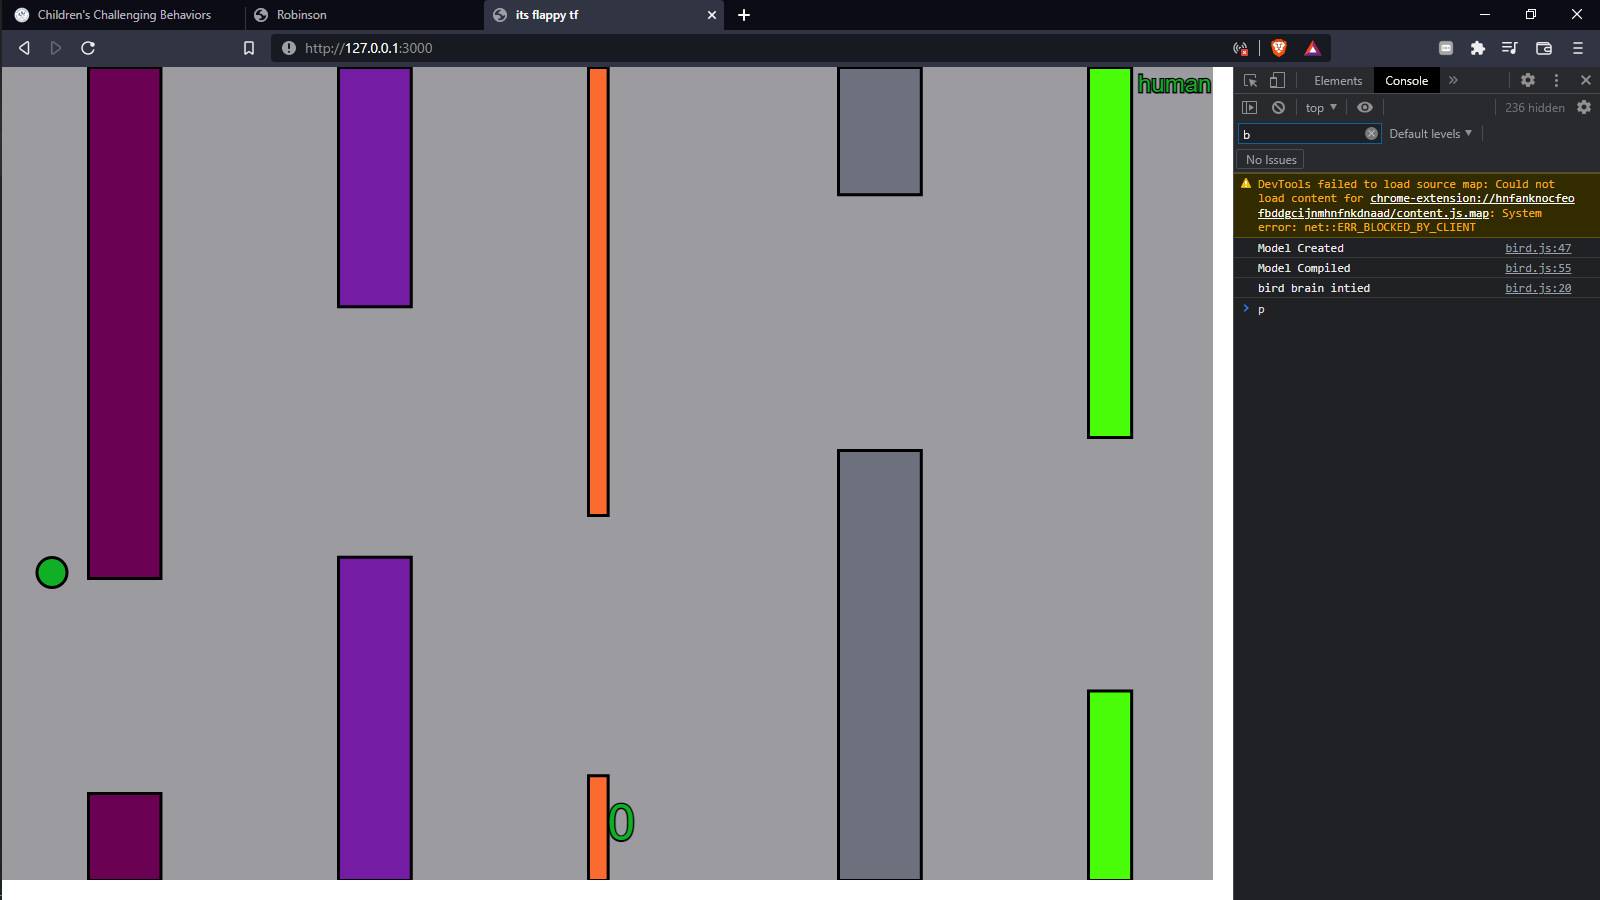 Children's Challenging Behaviors
Robinson
its flappy tf
http://127.0.0.1:3000
human
0
Elements
Console
top
236 hidden
b
Default levels
No Issues
DevTools failed to load source map: Could not
load content for chrome-extension://hnfanknocfeo
fbddgcijnmhnfnkdnaad/content.js.map: System
error: net::ERR_BLOCKED_BY_CLIENT
Model Created bird.js:47
Model Compiled bird.js:55
bird brain intied bird.js:20
> p